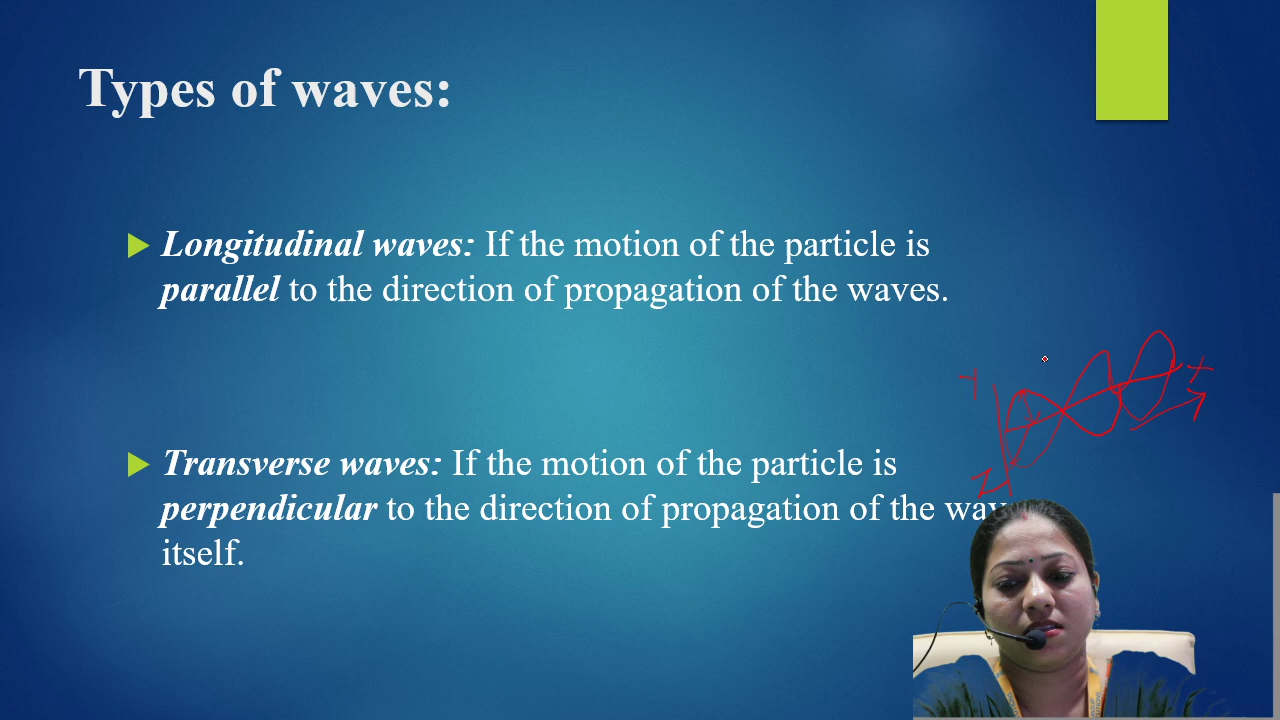 Types of waves:
Longitudinal waves: If the motion of the particle is
parallel to the direction of propagation of the waves.
Transverse waves: If the motion of the particle is
perpendicular to the direction of propagation of the
itself.